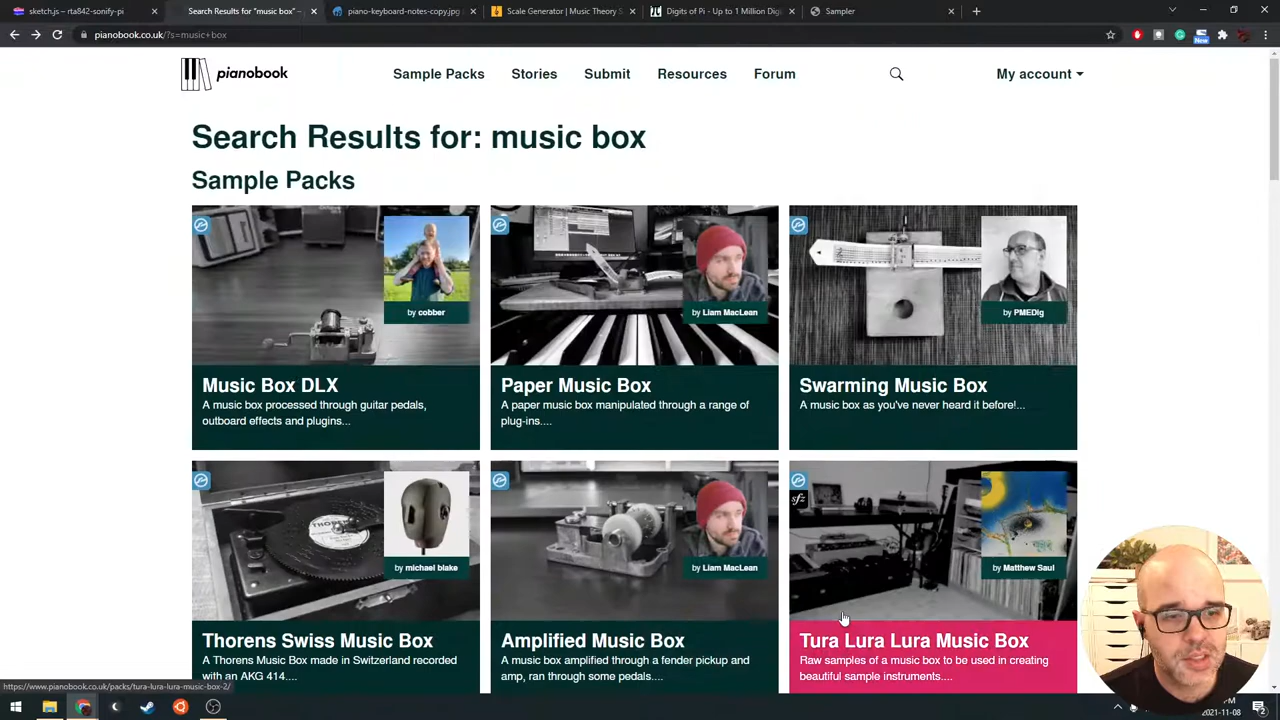 sketch.js – rta842-sonify-
Search Results for "music box" –
piano-keyboard-notes-copy.jpg
Scale Generator | Music Theory S
Digits of Pi - Up to 1 Million Dig
Sampler
pianobook.co.uk/?s=music+box
New
pianobook
Sample Packs
Stories
Submit
Resources
Forum
My account
Search Results for: music box
Sample Packs
by cobber
by Liam MacLean
by PMEDig
Music Box DLX
A music box processed through guitar pedals,
outboard effects and plugins...
Paper Music Box
A paper music box manipulated through a range of
plug-ins....
Swarming Music Box
A music box as you've never heard it before!...
THORENS
by michael blake
by Liam MacLean
sfz
by Matthew Saul
Thorens Swiss Music Box
A Thorens Music Box made in Switzerland recorded
with an AKG 414....
Amplified Music Box
A music box amplified through a fender pickup and
amp, ran through some pedals....
Tura Lura Lura Music Box
Raw samples of a music box to be used in creating
beautiful sample instruments....
https://www.pianobook.co.uk/packs/tura-lura-lura-music-box-2/
PM
2021-11-08
2